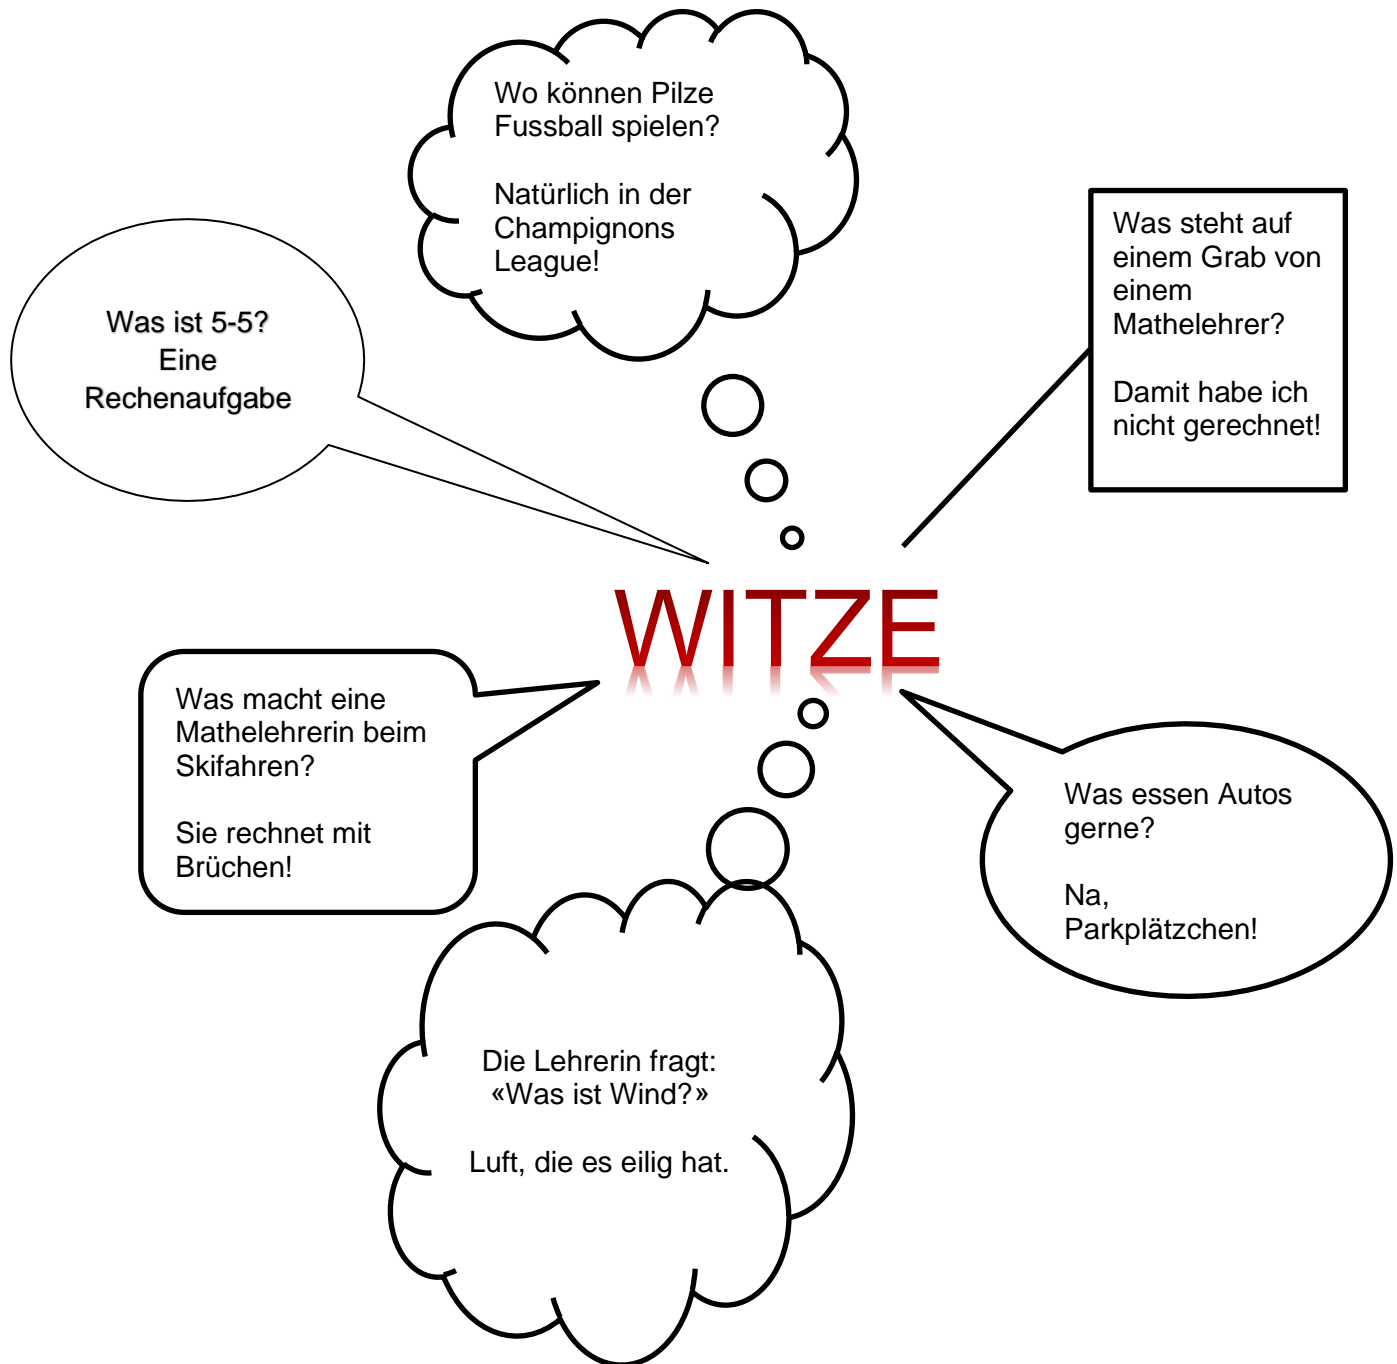 Wo können Pilze
Fussball spielen?
Natürlich in der
Champignons
League!
Was steht auf
einem Grab von
einem
Mathelehrer?
Damit habe ich
nicht gerechnet!
Was ist 5-5?
Eine
Rechenaufgabe
WITZE
Was macht eine
Mathelehrerin beim
Skifahren?
Sie rechnet mit
Brüchen!
Was essen Autos
gerne?
Na,
Parkplätzchen!
Die Lehrerin fragt:
«Was ist Wind?»
Luft, die es eilig hat.